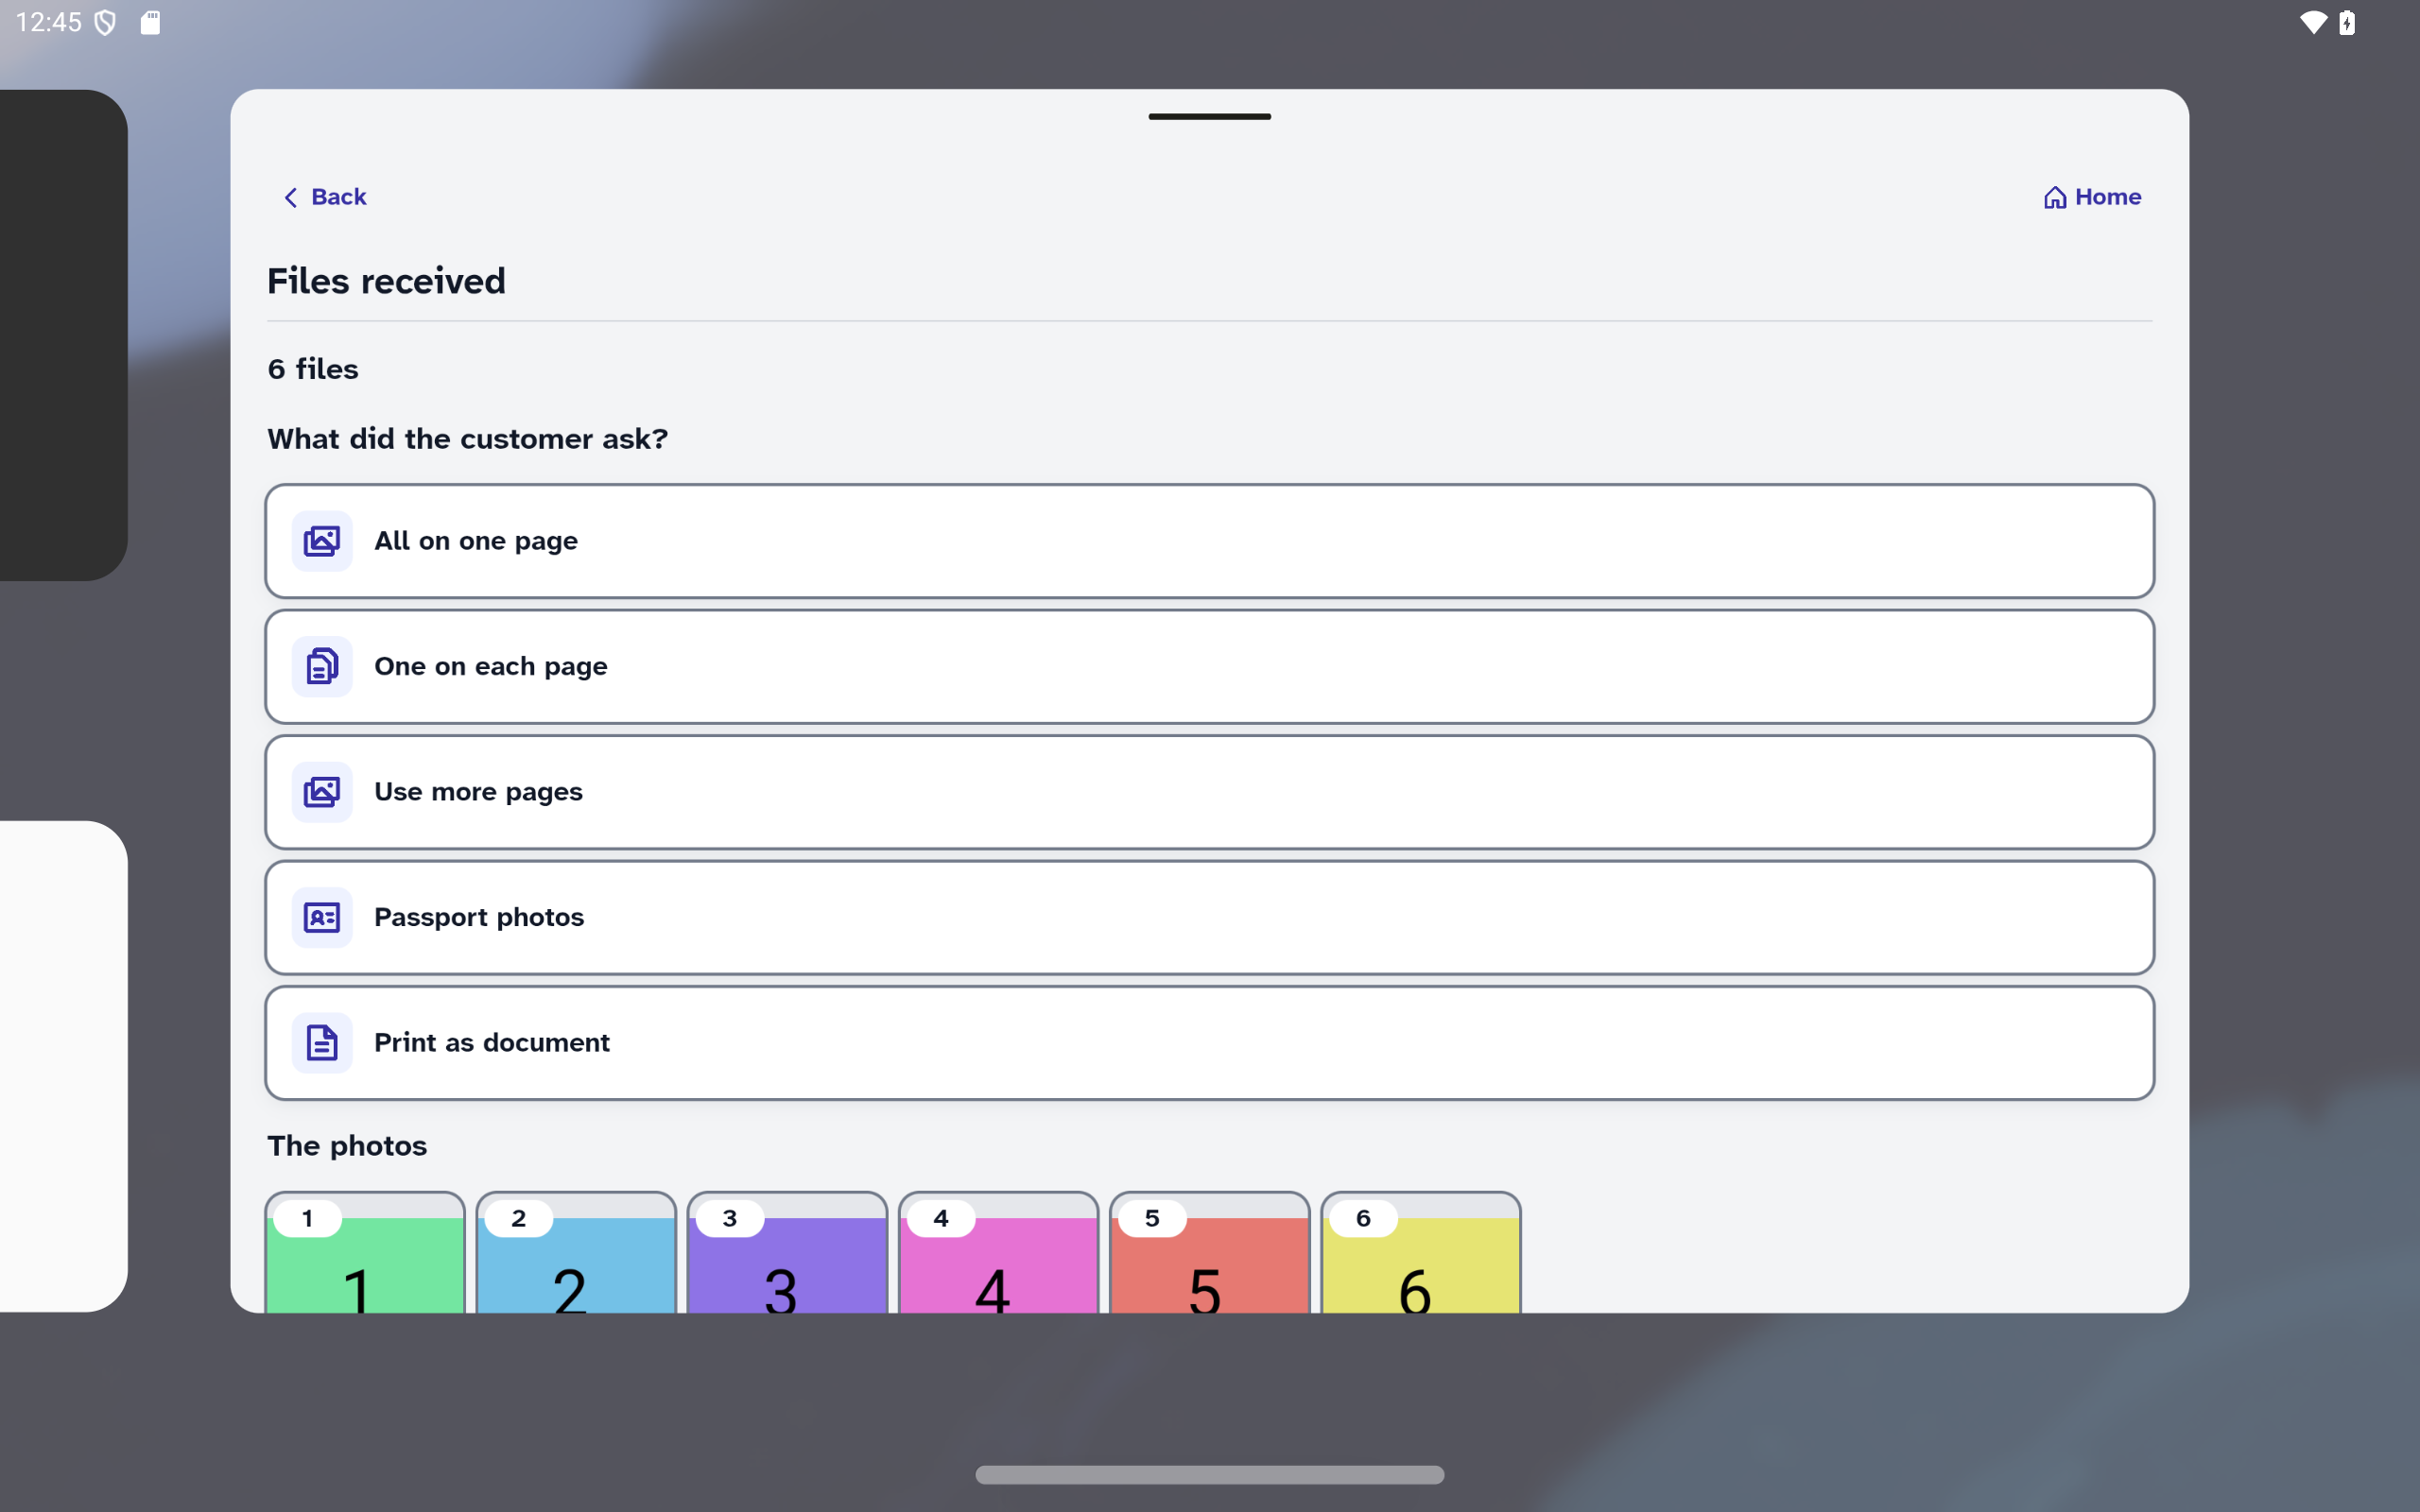 12:45
Back
Home
Files received
6 files
What did the customer ask?
All on one page
One on each page
Use more pages
Passport photos
Print as document
The photos
1 2 3 4 5 6
1 2 3 4 5 6